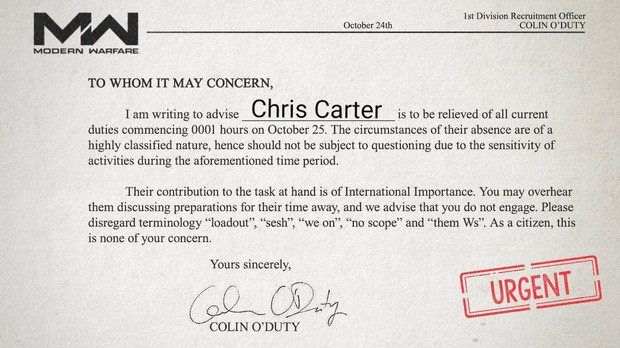 MW
MODERN WARFARE
1st Division Recruitment Officer
October 24th
COLIN O’DUTY
TO WHOM IT MAY CONCERN,
I am writing to advise Chris Carter is to be relieved of all current
duties commencing 0001 hours on October 25. The circumstances of their absence are of a
highly classified nature, hence should not be subject to questioning due to the sensitivity of
activities during the aforementioned time period.
Their contribution to the task at hand is of International Importance. You may overhear
them discussing preparations for their time away, and we advise that you do not engage. Please
disregard terminology “loadout”, “sesh”, “we on”, “no scope” and “them Ws”. As a citizen, this
is none of your concern.
Yours sincerely,
Colin O'Duty
COLIN O’DUTY
URGENT